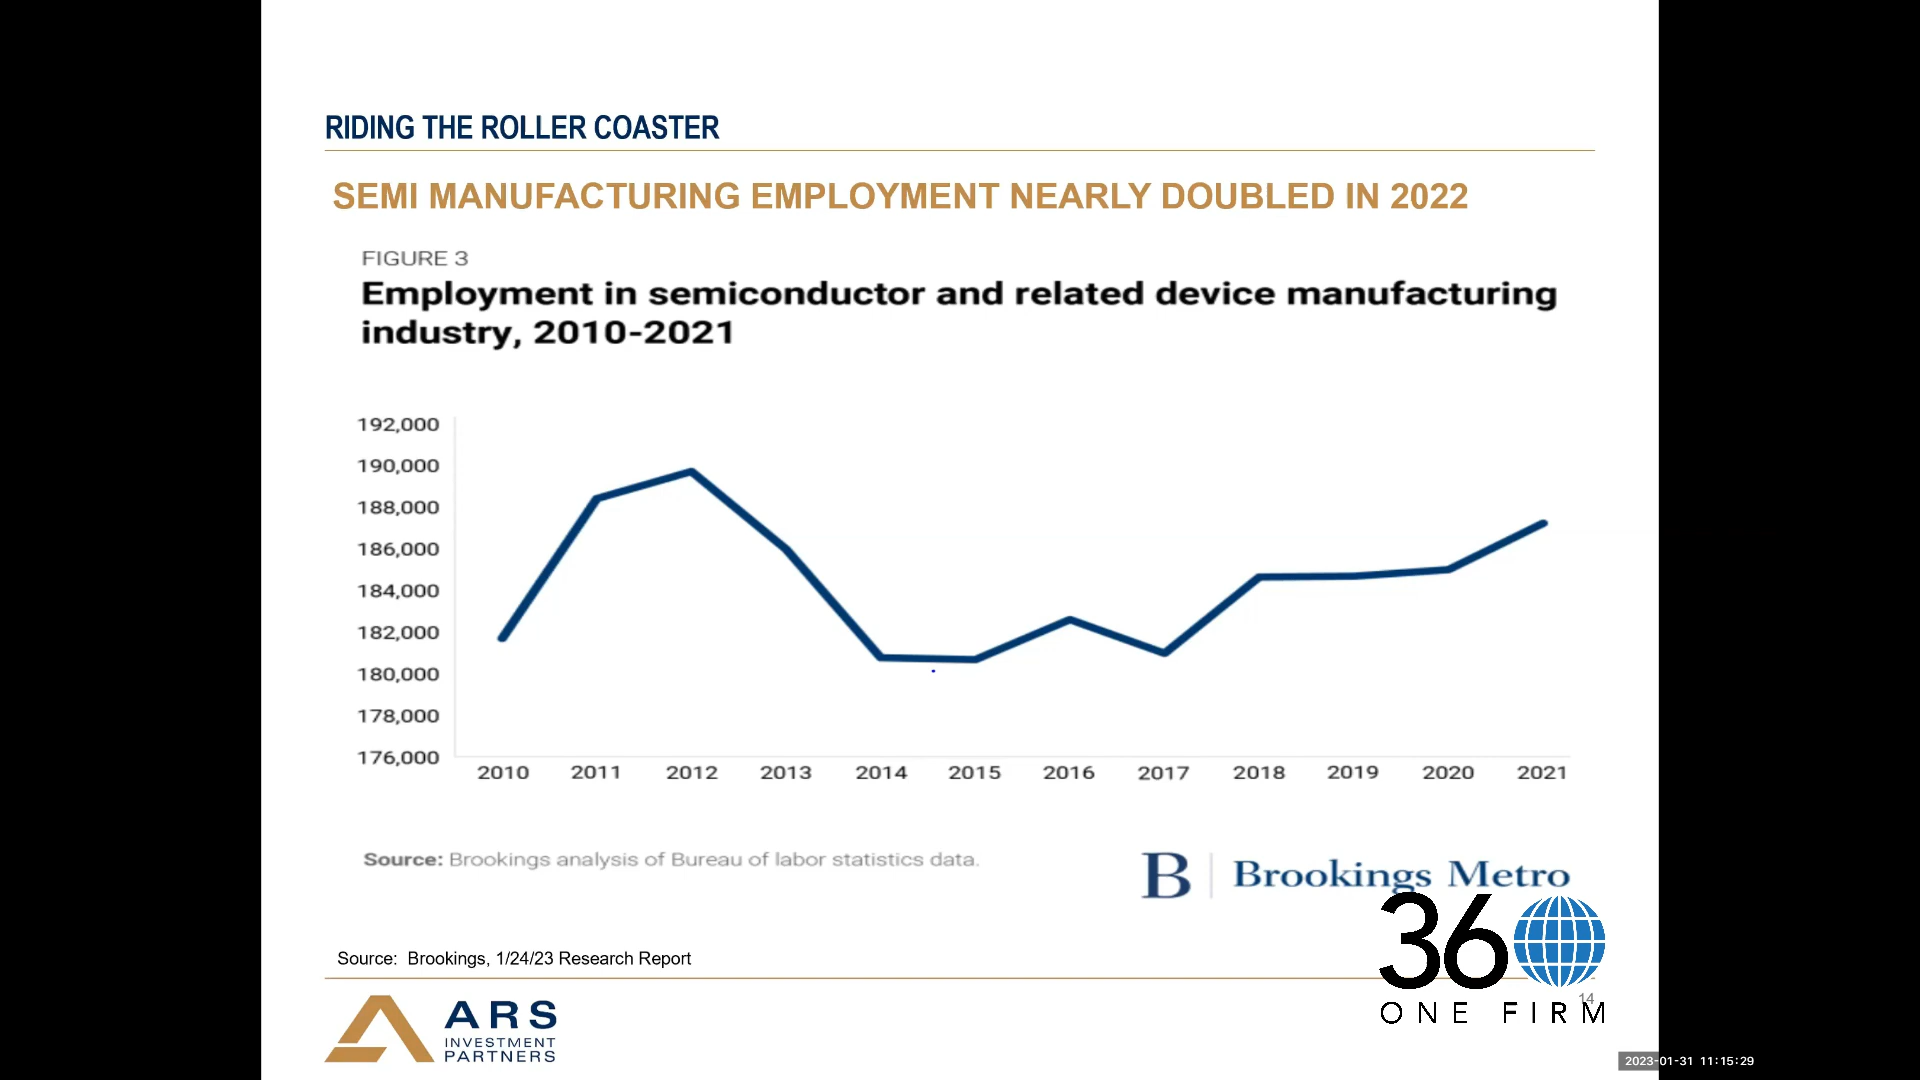 RIDING THE ROLLER COASTER
SEMI MANUFACTURING EMPLOYMENT NEARLY DOUBLED IN 2022
FIGURE 3
Employment in semiconductor and related device manufacturing
industry, 2010-2021
192,000
190,000
188,000
186,000
184,000
182,000
180,000
178,000
176,000
2010 2011 2012 2013 2014 2015 2016 2017 2018 2019 2020 2021
Source: Brookings analysis of Bureau of labor statistics data.
B Brookings Metro
Source: Brookings, 1/24/23 Research Report
ARS
INVESTMENT
PARTNERS
360
ONE FIRM
14
2023-01-31 11:15:29